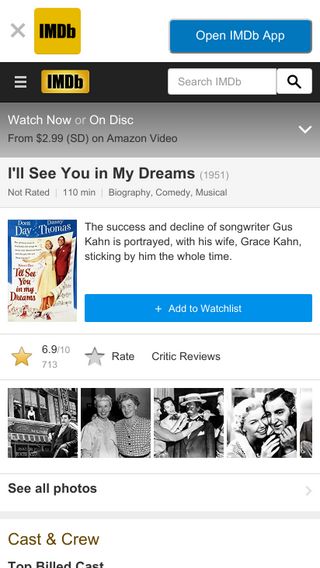 IMDb
Open IMDb App
IMDb
Search IMDb
Watch Now or On Disc
From $2.99 (SD) on Amazon Video
I'll See You in My Dreams (1951)
Not Rated | 110 min | Biography, Comedy, Musical
Doris Day Danny Thomas
I'll See You in my Dreams
The success and decline of songwriter Gus
Kahn is portrayed, with his wife, Grace Kahn,
sticking by him the whole time.
+ Add to Watchlist
6.9/10
713
Rate
Critic Reviews
See all photos
Cast & Crew
Top Billed Cast